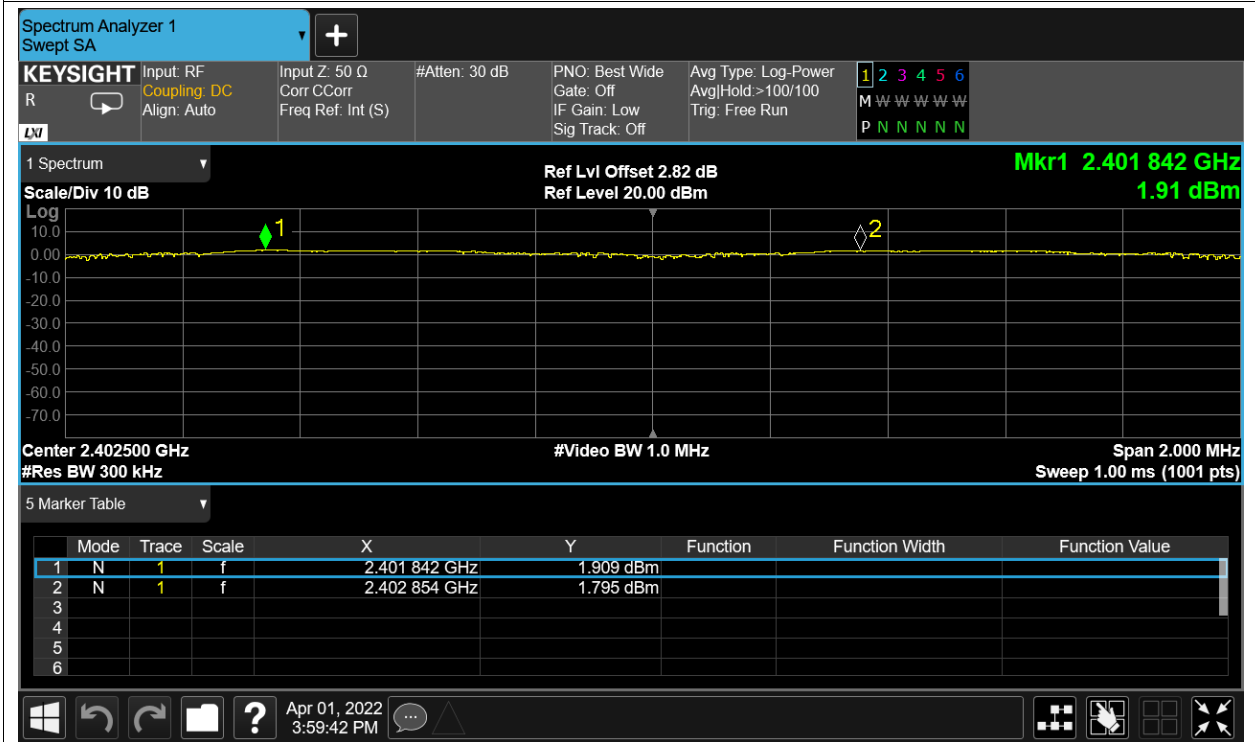 Spectrum Analyzer 1
Swept SA
+
KEYSIGHT Input: RF Input Z: 50 Ω #Atten: 30 dB PNO: Best Wide Avg Type: Log-Power 1 2 3 4 5 6
R Coupling: DC Corr CCorr Gate: Off Avg|Hold:>100/100 M W W W W W
Align: Auto Freq Ref: Int (S) IF Gain: Low Trig: Free Run
LXI Sig Track: Off P N N N N N N
1 Spectrum Ref Lvl Offset 2.82 dB Mkr1 2.401 842 GHz
Scale/Div 10 dB Ref Level 20.00 dBm 1.91 dBm
Log
10.0 1 2
0.00
-10.0
-20.0
-30.0
-40.0
-50.0
-60.0
-70.0
Center 2.402500 GHz #Video BW 1.0 MHz Span 2.000 MHz
#Res BW 300 kHz Sweep 1.00 ms (1001 pts)
5 Marker Table
Mode Trace Scale X Y Function Function Width Function Value
1 N 1 f 2.401 842 GHz 1.909 dBm
2 N 1 f 2.402 854 GHz 1.795 dBm
3
4
5
6
? Apr 01, 2022
3:59:42 PM